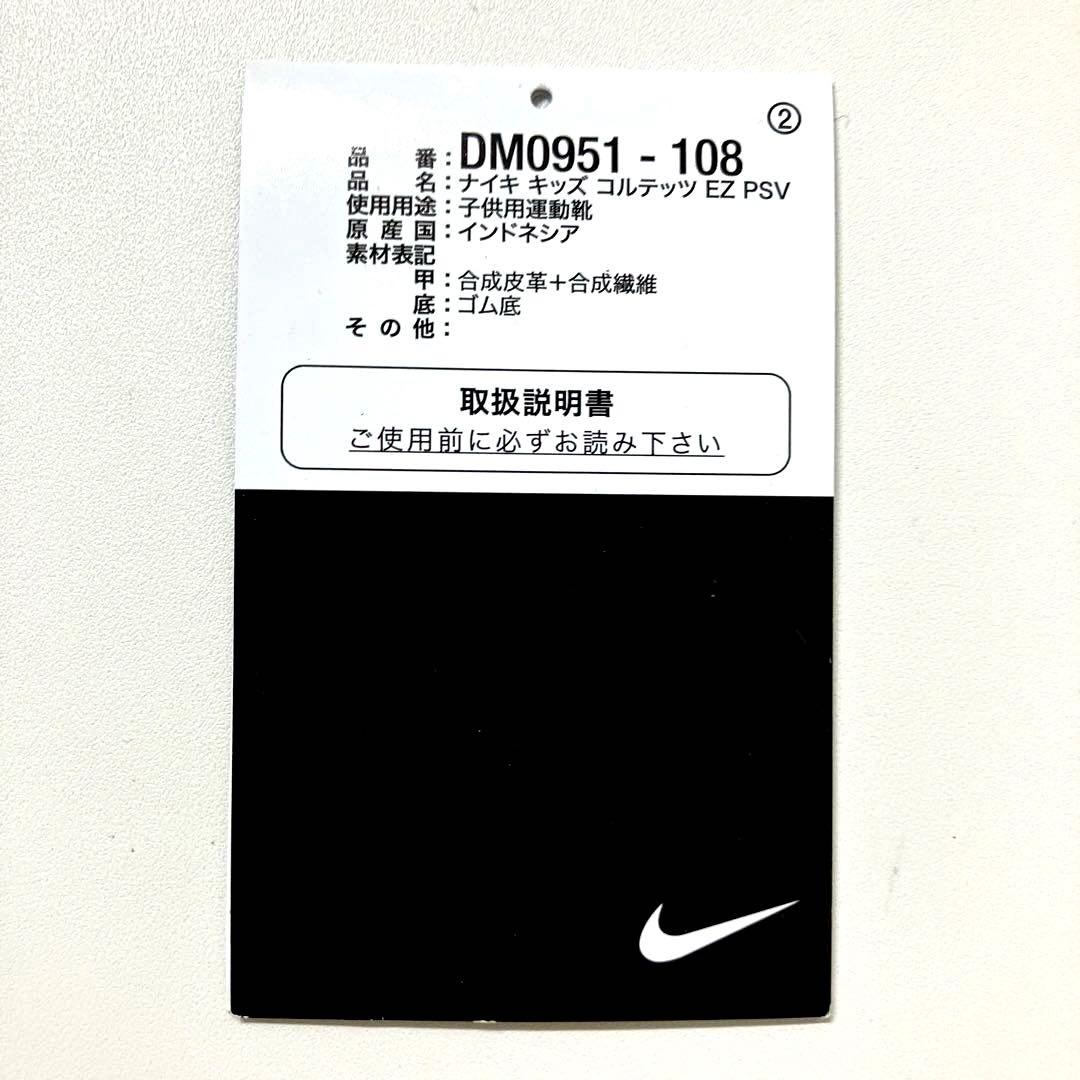 ②
品番：DM0951 - 108
品名：ナイキ キッズ コルテッツ EZ PSV
使用用途：子供用運動靴
原産国：インドネシア
素材表記
甲：合成皮革＋合成繊維
底：ゴム底
その他：
取扱説明書
ご使用前に必ずお読み下さい